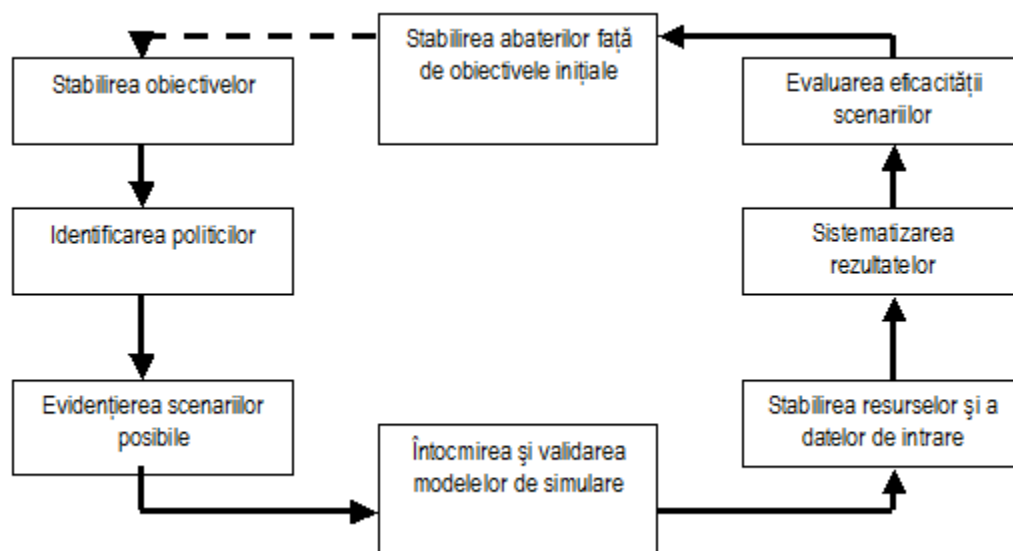 Stabilirea abaterilor față
de obiectivele inițiale
Stabilirea obiectivelor
Evaluarea eficacității
scenariilor
Identificarea politicilor
Sistematizarea
rezultatelor
Evidențierea scenariilor
posibile
Stabilirea resurselor şi a
datelor de intrare
Întocmirea şi validarea
modelelor de simulare